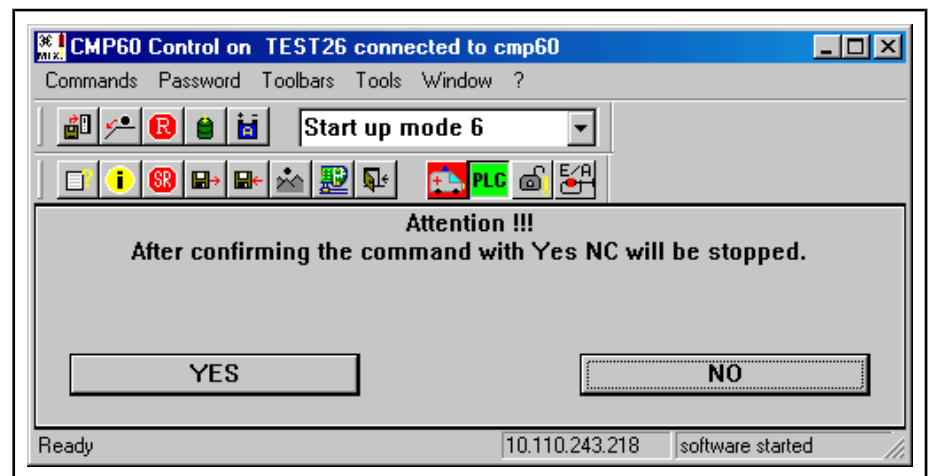 CMP60 Control on TEST26 connected to cmp60
Commands Password Toolbars Tools Window ?
R Start up mode 6
? i SR PLC E/A
Attention !!!
After confirming the command with Yes NC will be stopped.
YES NO
Ready 10.110.243.218 software started